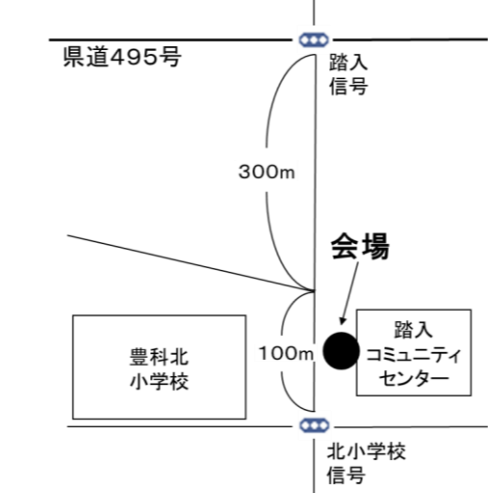 県道495号
踏入
信号
300m
会場
踏入
コミュニティ
センター
100m
豊科北
小学校
北小学校
信号